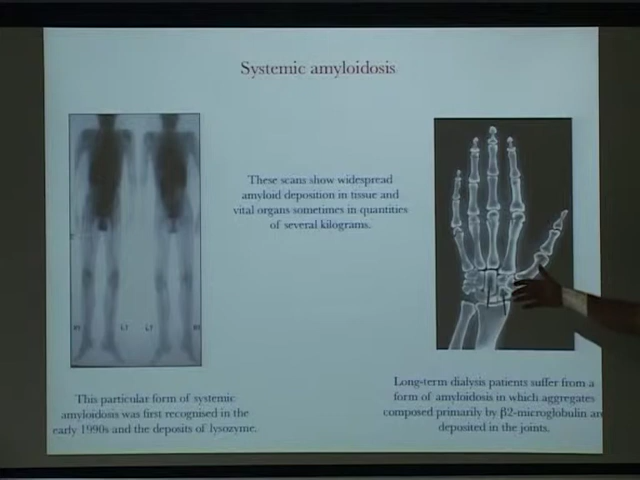 Systemic amyloidosis
These scans show widespread
amyloid deposition in tissue and
vital organs sometimes in quantities
of several kilograms.
LT LT
This particular form of systemic
amyloidosis was first recognised in the
early 1990s and the deposits of lysozyme.
Long-term dialysis patients suffer from a
form of amyloidosis in which aggregates
composed primarily by β2-microglobulin are
deposited in the joints.